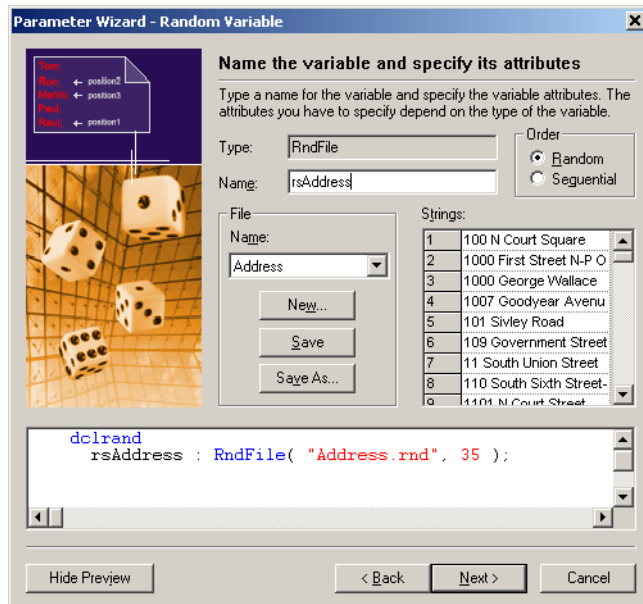 Parameter Wizard - Random Variable
Tom;
Ron; ← position2
Martin; ← position3
Paul;
Raul; ← position1
Name the variable and specify its attributes
Type a name for the variable and specify the variable attributes. The
attributes you have to specify depend on the type of the variable.
Type: RndFile
Name: rsAddress
Order
Random
Sequential
File
Name:
Address
New...
Save
Save As...
Strings:
1 100 N Court Square
2 1000 First Street N-P O
3 1000 George Wallace
4 1007 Goodyear Avenu
5 101 Sivley Road
6 109 Government Street
7 11 South Union Street
8 110 South Sixth Street-
9 1101 N Court Street
dclrand
rsAddress : RndFile( "Address.rnd", 35 );
Hide Preview
< Back
Next >
Cancel